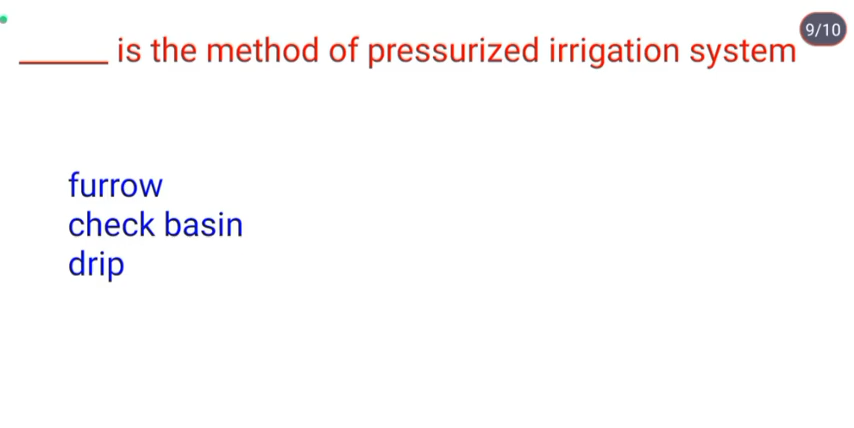 9/10
______ is the method of pressurized irrigation system
furrow
check basin
drip